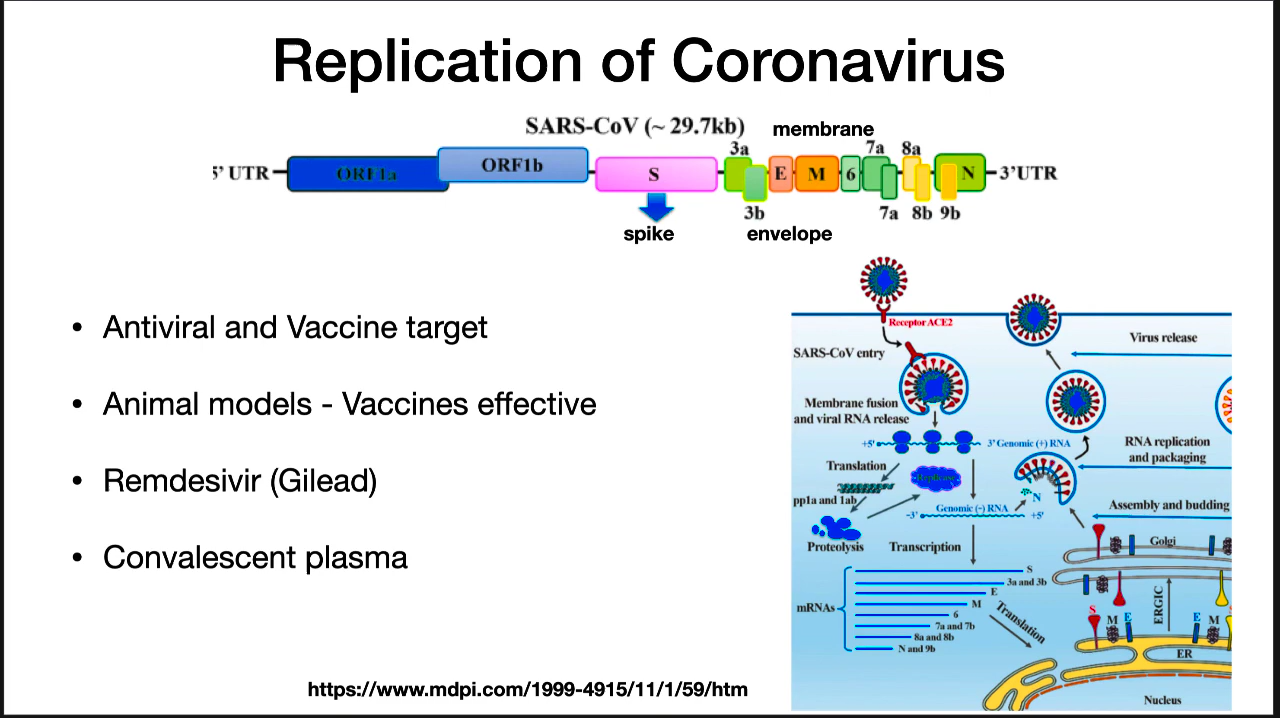 Replication of Coronavirus
SARS-CoV (~ 29.7kb)
membrane
3a
7a
8a
5' UTR
ORF1a
ORF1b
S
E
M
6
N
3'UTR
3b
7a
8b
9b
spike
envelope
• Antiviral and Vaccine target
• Animal models - Vaccines effective
• Remdesivir (Gilead)
• Convalescent plasma
Receptor ACE2
SARS-CoV entry
Virus release
Membrane fusion
and viral RNA release
+5'
3' Genomic (+) RNA
RNA replication
and packaging
Translation
pp1a and 1ab
Replicase
N
-3'
Genomic (-) RNA
+5'
Assembly and budding
Proteolysis
Transcription
Golgi
mRNAs
S
3a and 3b
E
M
6
7a and 7b
8a and 8b
N and 9b
Translation
ERGIC
S
M
E
E
M
ER
Nucleus
https://www.mdpi.com/1999-4915/11/1/59/htm